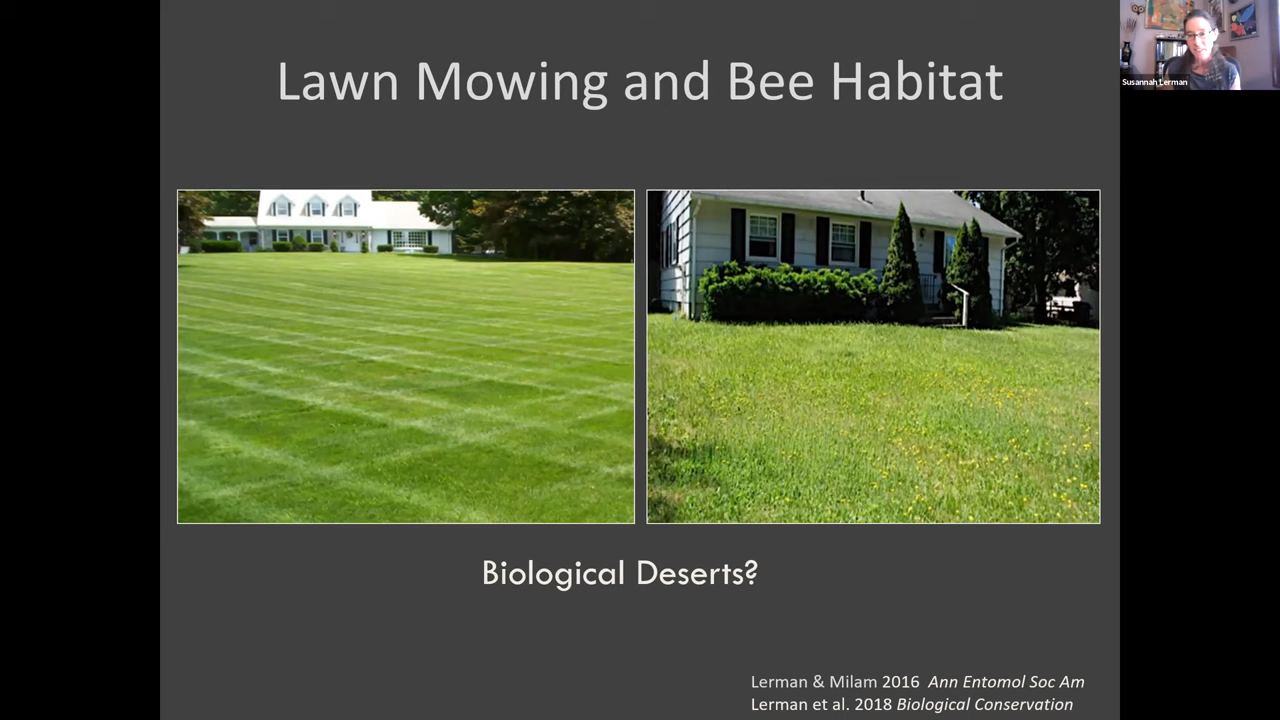 Lawn Mowing and Bee Habitat
Susannah Lerman
Biological Deserts?
Lerman & Milam 2016 Ann Entomol Soc Am
Lerman et al. 2018 Biological Conservation